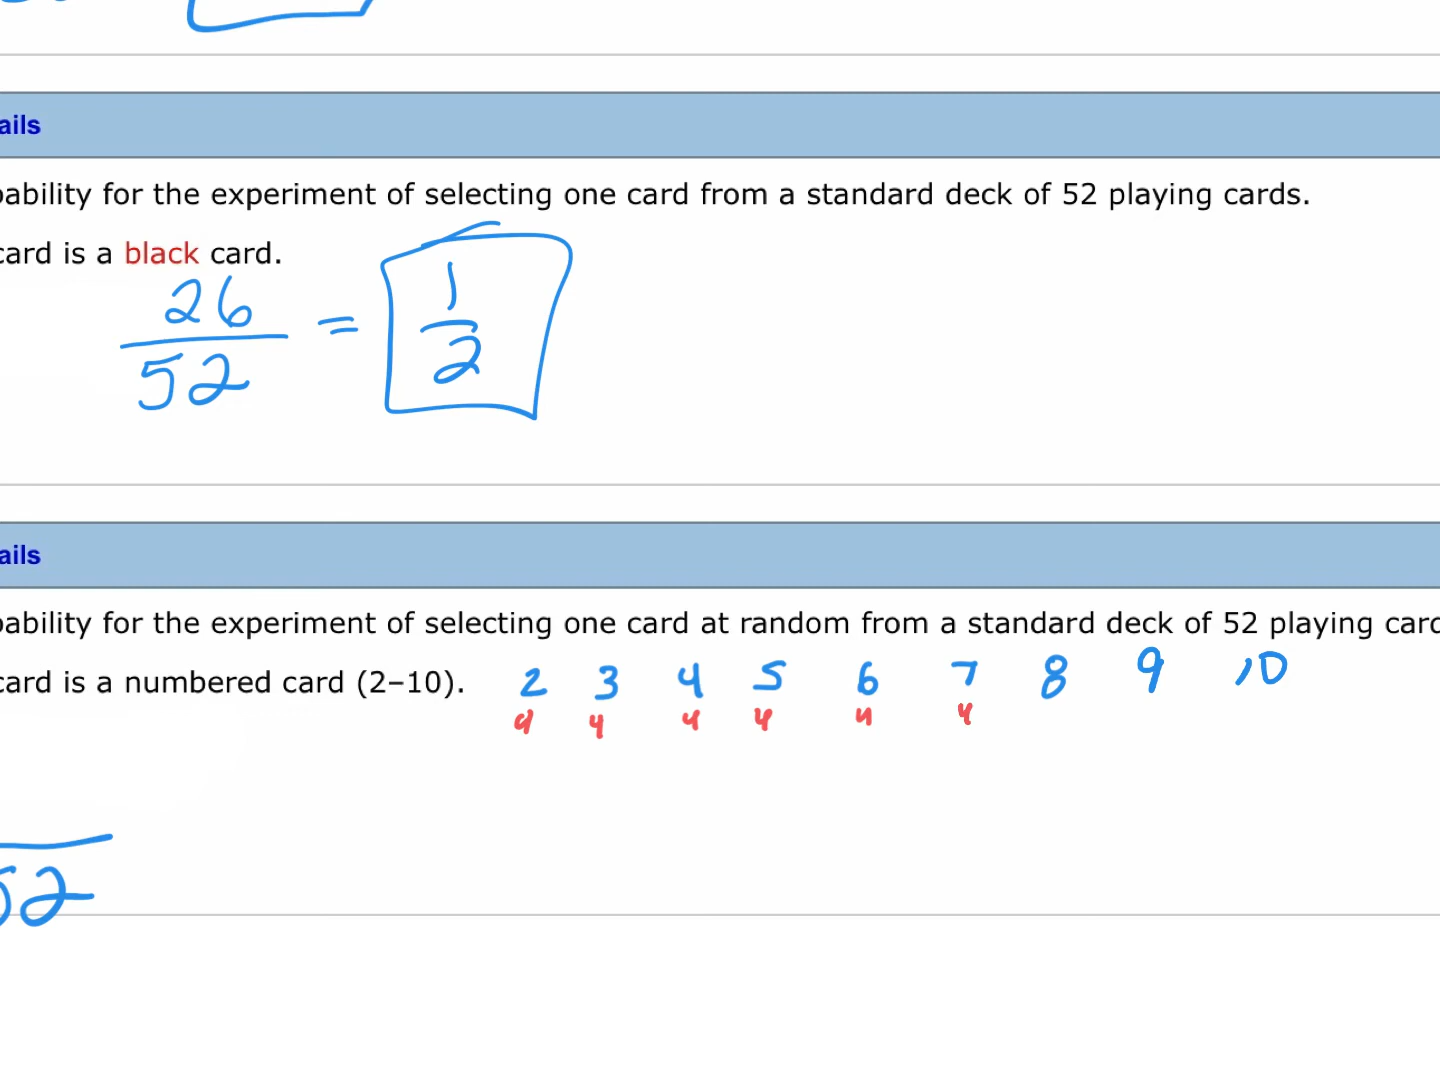 ails
ability for the experiment of selecting one card from a standard deck of 52 playing cards.
card is a black card.
26
52
=
1
2
ails
ability for the experiment of selecting one card at random from a standard deck of 52 playing card
card is a numbered card (2–10). 2 3 4 5 6 7 8 9 10
4 4 4 4 4 4
52